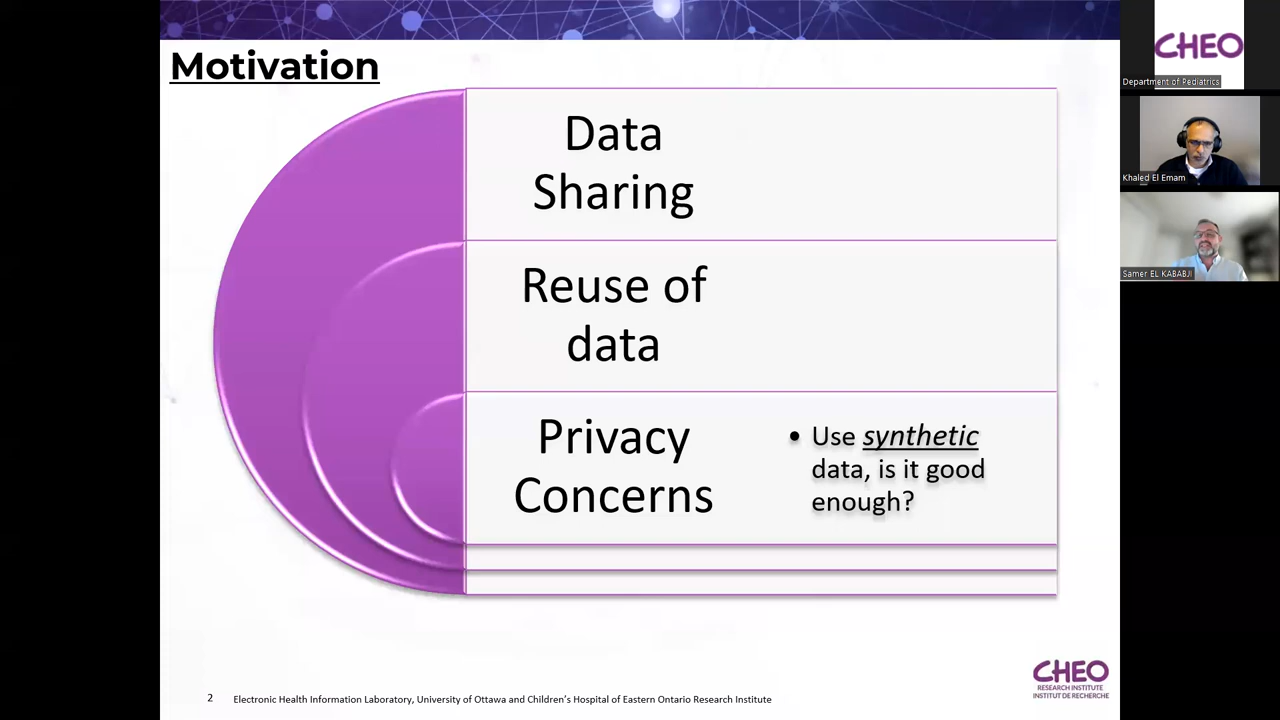 Motivation
Data
Sharing
Reuse of
data
Privacy
Concerns
• Use synthetic
data, is it good
enough?
2
Electronic Health Information Laboratory, University of Ottawa and Children's Hospital of Eastern Ontario Research Institute
CHEO
RESEARCH INSTITUTE
INSTITUT DE RECHERCHE
CHEO
Department of Pediatrics
Khaled El Emam
Samer EL KABABJI